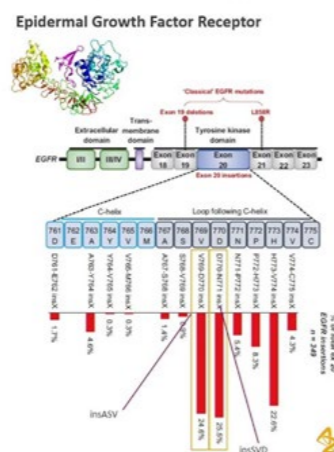 Epidermal Growth Factor Receptor
'Classical' EGFR mutations
Exon 19 deletions
L858R
Extracellular domain
Trans-membrane domain
Tyrosine kinase domain
EGFR
I/II
III/IV
Exon 18
Exon 19
Exon 20
Exon 21
Exon 22
Exon 23
Exon 20 insertions
C-helix
Loop following C-helix
761 762 763 764 765 766 767 768 769 770 771 772 773 774 775
D E A Y V M A S V D N P H V C
D761-E762 insX
A763-Y764 insX
Y764-V765 insX
V765-M766 insX
A767-S768 insX
S768-V769 insX
V769-D770 insX
D770-N771 insX
N771-P772 insX
P772-H773 insX
H773-V774 insX
V774-C775 insX
1.7%
4.6%
0.3%
0.3%
1.4%
24.6%
25.5%
5.4%
8.3%
22.6%
4.3%
EGFR insertions
n = 349
insASV
insSVD